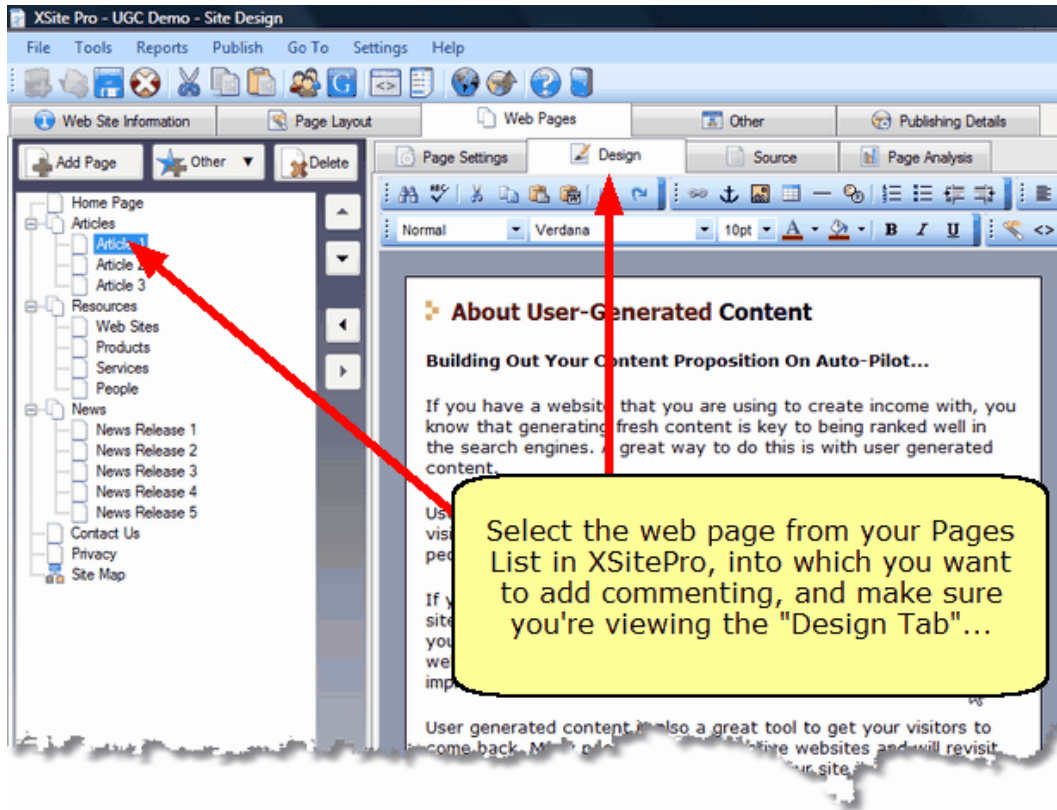 XSite Pro - UGC Demo - Site Design
File Tools Reports Publish Go To Settings Help
Web Site Information Page Layout Web Pages Other Publishing Details
Add Page Other Delete
Page Settings Design Source Page Analysis
Normal Verdana 10pt A B I U
Home Page
Articles
Article 1
Article 2
Article 3
Resources
Web Sites
Products
Services
People
News
News Release 1
News Release 2
News Release 3
News Release 4
News Release 5
Contact Us
Privacy
Site Map
About User-Generated Content
Building Out Your Content Proposition On Auto-Pilot...
If you have a website that you are using to create income with, you
know that generating fresh content is key to being ranked well in
the search engines. A great way to do this is with user generated
content.
Select the web page from your Pages
List in XSitePro, into which you want
to add commenting, and make sure
you're viewing the "Design Tab"...
If
User generated content is also a great tool to get your visitors to
come back. websites and will revisit
site